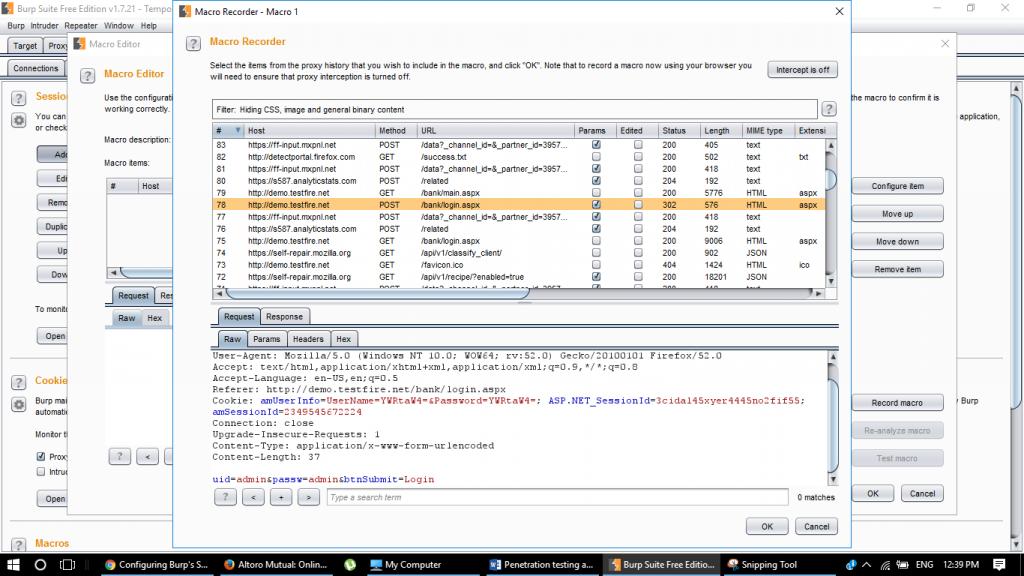 Burp Suite Free Edition v1.7.21 - Tempo
Burp Intruder Repeater Window Help
Target
Connections
Macro Editor
Macro Editor
Use the configurati
working correctly.
the macro to confirm it is
Macro description:
Macro items:
# Host
You can
or check
application,
To monit
Open
Burp mai
automati
y Burp
Monitor t
Open
Macros
Request
Raw Hex
Macro Recorder - Macro 1
Macro Recorder
Select the items from the proxy history that you wish to include in the macro, and click "OK". Note that to record a macro now using your browser you
will need to ensure that proxy interception is turned off.
Intercept is off
Filter: Hiding CSS, image and general binary content
# Host Method URL Params Edited Status Length MIME type Extensi
83 https://ff-input.mxpnl.net POST /data?_channel_id=&_partner_id=3957... 200 405 text
82 http://detectportal.firefox.com GET /success.txt 200 502 text txt
81 https://ff-input.mxpnl.net POST /data?_channel_id=&_partner_id=3957... 200 418 text
80 https://s587.analyticstats.com POST /related 204 192 text
79 http://demo.testfire.net GET /bank/main.aspx 200 5776 HTML aspx
78 http://demo.testfire.net POST /bank/login.aspx 302 576 HTML aspx
77 https://ff-input.mxpnl.net POST /data?_channel_id=&_partner_id=3957... 200 418 text
76 https://s587.analyticstats.com POST /related 204 192 text
75 http://demo.testfire.net GET /bank/login.aspx 200 9006 HTML aspx
74 https://self-repair.mozilla.org GET /api/v1/classify_client/ 200 902 JSON
73 http://demo.testfire.net GET /favicon.ico 404 1424 HTML ico
72 https://self-repair.mozilla.org GET /api/v1/recipe/?enabled=true 200 18201 JSON
Configure item
Move up
Move down
Remove item
Request Response
Raw Params Headers Hex
User-Agent: Mozilla/5.0 (Windows NT 10.0; WOW64; rv:52.0) Gecko/20100101 Firefox/52.0
Accept: text/html,application/xhtml+xml,application/xml;q=0.9,*/*;q=0.8
Accept-Language: en-US,en;q=0.5
Referer: http://demo.testfire.net/bank/login.aspx
Cookie: amUserInfo=UserName=YWRtaW4=&Password=YWRtaW4=; ASP.NET_SessionId=3cidal45xyer4445no2fif55;
amSessionId=2349545672224
Connection: close
Upgrade-Insecure-Requests: 1
Content-Type: application/x-www-form-urlencoded
Content-Length: 37
uid=admin&passw=admin&btnSubmit=Login
Record macro
Re-analyze macro
Test macro
? < + > Type a search term 0 matches
OK Cancel
OK Cancel
Configuring Burp's S...
Altoro Mutual: Onlin...
My Computer
Penetration testing a...
Burp Suite Free Editio...
Snipping Tool
ENG 12:39 PM